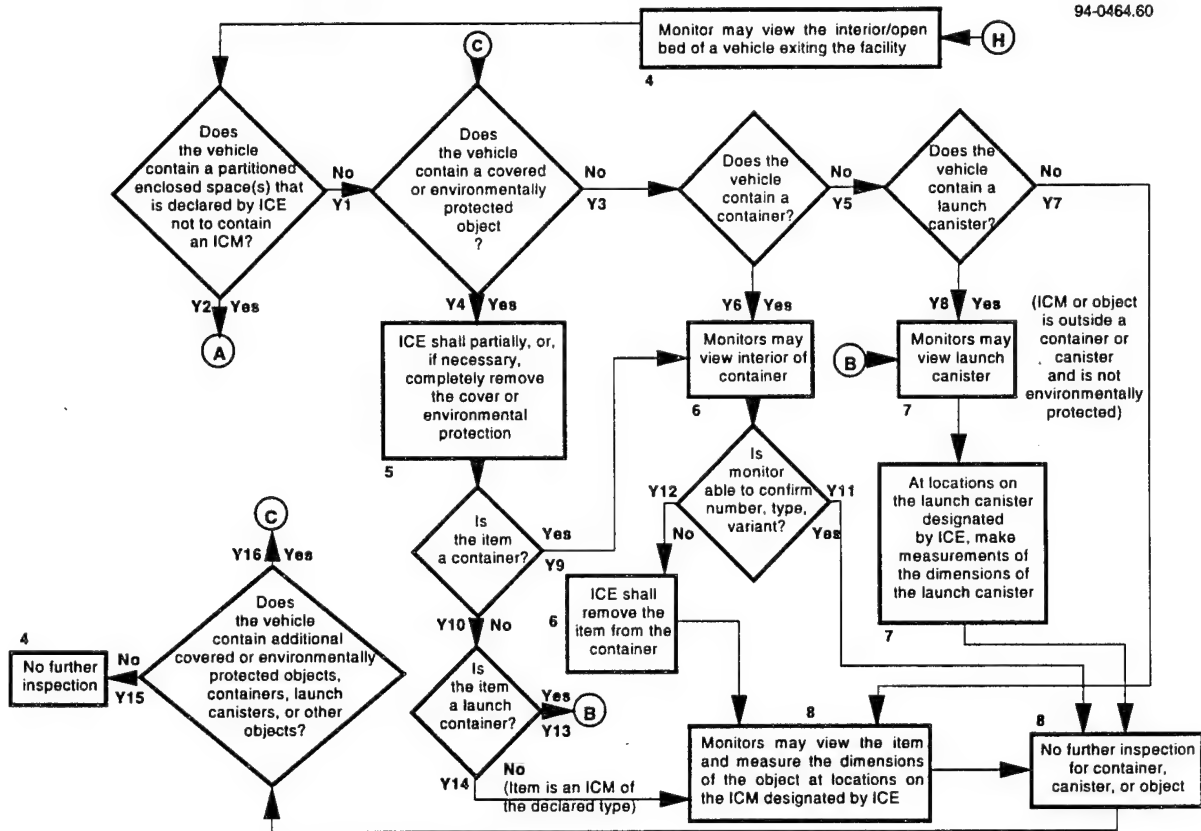 94-0464.60
Monitor may view the interior/open
bed of a vehicle exiting the facility
H
4
C
Does
the vehicle
contain a partitioned
enclosed space(s) that
is declared by ICE
not to contain
an ICM?
No
Y1
Y2
Yes
A
Does
the vehicle
contain a covered
or environmentally
protected
object
?
No
Y3
Y4
Yes
Does the
vehicle
contain a
container?
No
Y5
Y6
Yes
Does the
vehicle
contain a
launch
canister?
No
Y7
Y8
Yes
(ICM or object
is outside a
container or
canister
and is not
environmentally
protected)
ICE shall partially, or,
if necessary,
completely remove
the cover or
environmental
protection
5
Monitors may
view interior of
container
6
B
Monitors may
view launch
canister
7
Is
monitor
able to confirm
number, type,
variant?
Y12
No
Y11
Yes
At locations on
the launch canister
designated
by ICE, make
measurements of
the dimensions of
the launch canister
7
Is
the item
a container?
Yes
Y9
Y10
No
ICE shall
remove the
item from the
container
6
C
Y16
Yes
Does
the vehicle
contain additional
covered or environmentally
protected objects,
containers, launch
canisters, or other
objects?
4
No further
inspection
No
Y15
Is
the item
a launch
container?
Yes
Y13
B
Y14
No
(Item is an ICM of
the declared type)
8
Monitors may view the item
and measure the dimensions
of the object at locations on
the ICM designated by ICE
8
No further inspection
for container,
canister, or object